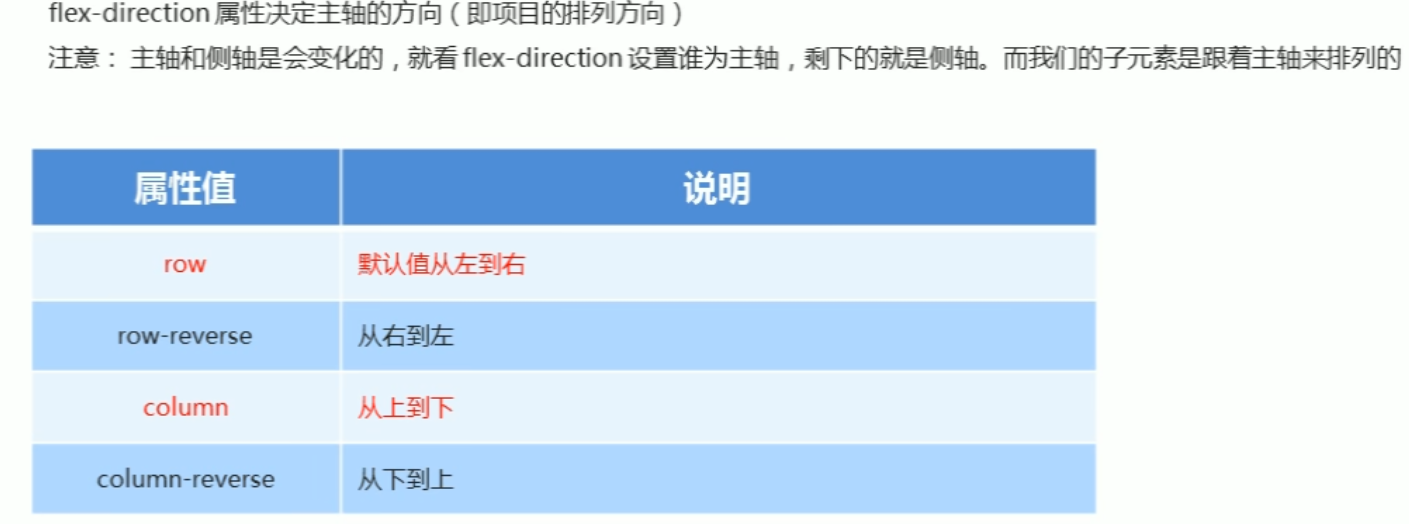 flex-direction 属性决定主轴的方向（即项目的排列方向）
注意： 主轴和侧轴是会变化的，就看 flex-direction 设置谁为主轴，剩下的就是侧轴。而我们的子元素是跟着主轴来排列的
属性值 说明
row 默认值从左到右
row-reverse 从右到左
column 从上到下
column-reverse 从下到上